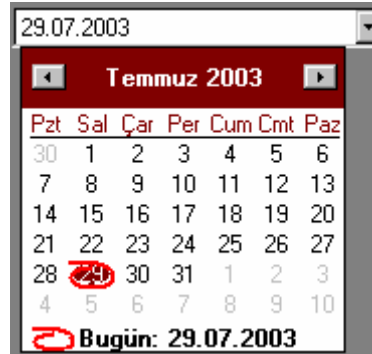 29.07.2003
Temmuz 2003
Pzt Sal Çar Per Cum Cmt Paz
30 1 2 3 4 5 6
7 8 9 10 11 12 13
14 15 16 17 18 19 20
21 22 23 24 25 26 27
28 29 30 31 1 2 3
4 5 6 7 8 9 10
Bugün: 29.07.2003